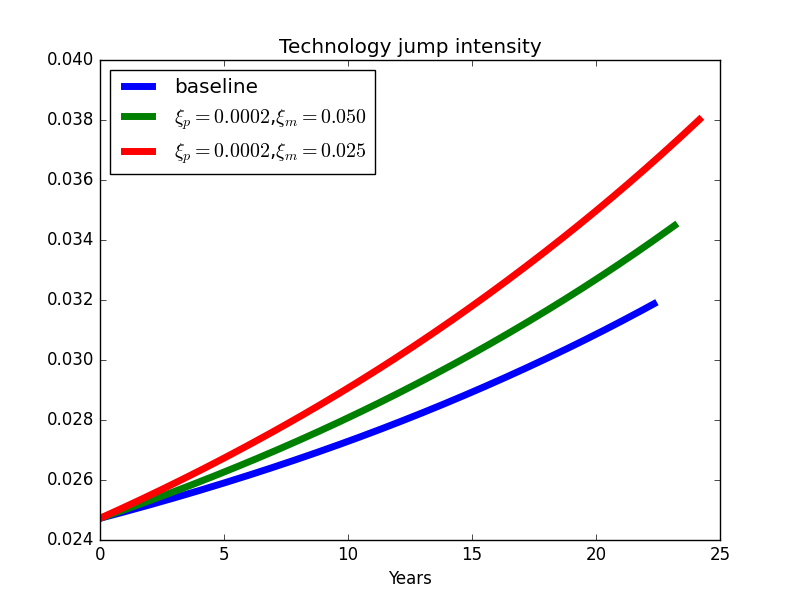 Technology jump intensity
0.040
0.038
0.036
0.034
0.032
0.030
0.028
0.026
0.024
baseline
ξp = 0.0002,ξm = 0.050
ξp = 0.0002,ξm = 0.025
0 5 10 15 20 25
Years